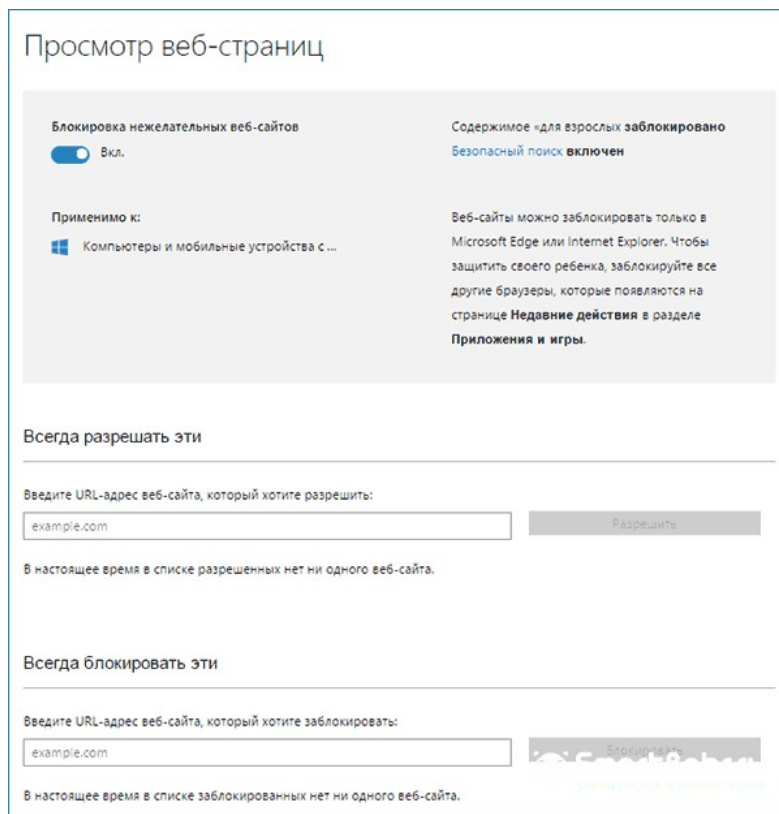 Просмотр веб-страниц
Блокировка нежелательных веб-сайтов
Вкл.
Содержимое «для взрослых заблокировано
Безопасный поиск включен
Применимо к:
Компьютеры и мобильные устройства с ...
Веб-сайты можно заблокировать только в
Microsoft Edge или Internet Explorer. Чтобы
защитить своего ребенка, заблокируйте все
другие браузеры, которые появляются на
странице Недавние действия в разделе
Приложения и игры.
Всегда разрешать эти
Введите URL-адрес веб-сайта, который хотите разрешить:
example.com
Разрешить
В настоящее время в списке разрешенных нет ни одного веб-сайта.
Всегда блокировать эти
Введите URL-адрес веб-сайта, который хотите заблокировать:
example.com
Блокировать
В настоящее время в списке заблокированных нет ни одного веб-сайта.